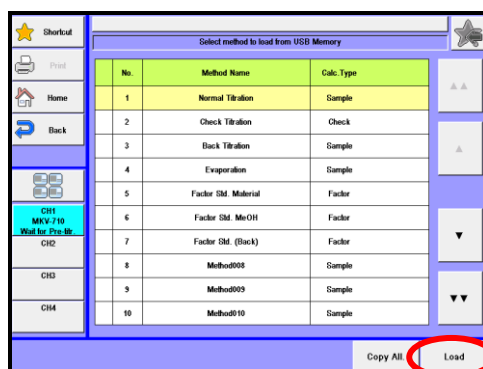 Shortcut
Select method to load from USB Memory
Print
Home
Back
No. Method Name Calc.Type
1 Normal Titration Sample
2 Check Titration Check
3 Back Titration Sample
4 Evaporation Sample
5 Factor Std. Material Factor
6 Factor Std. MeOH Factor
7 Factor Std. (Back) Factor
8 Method008 Sample
9 Method009 Sample
10 Method010 Sample
CH1
MKV-710
Wait for Pre-titr.
CH2
CH3
CH4
Copy All.
Load